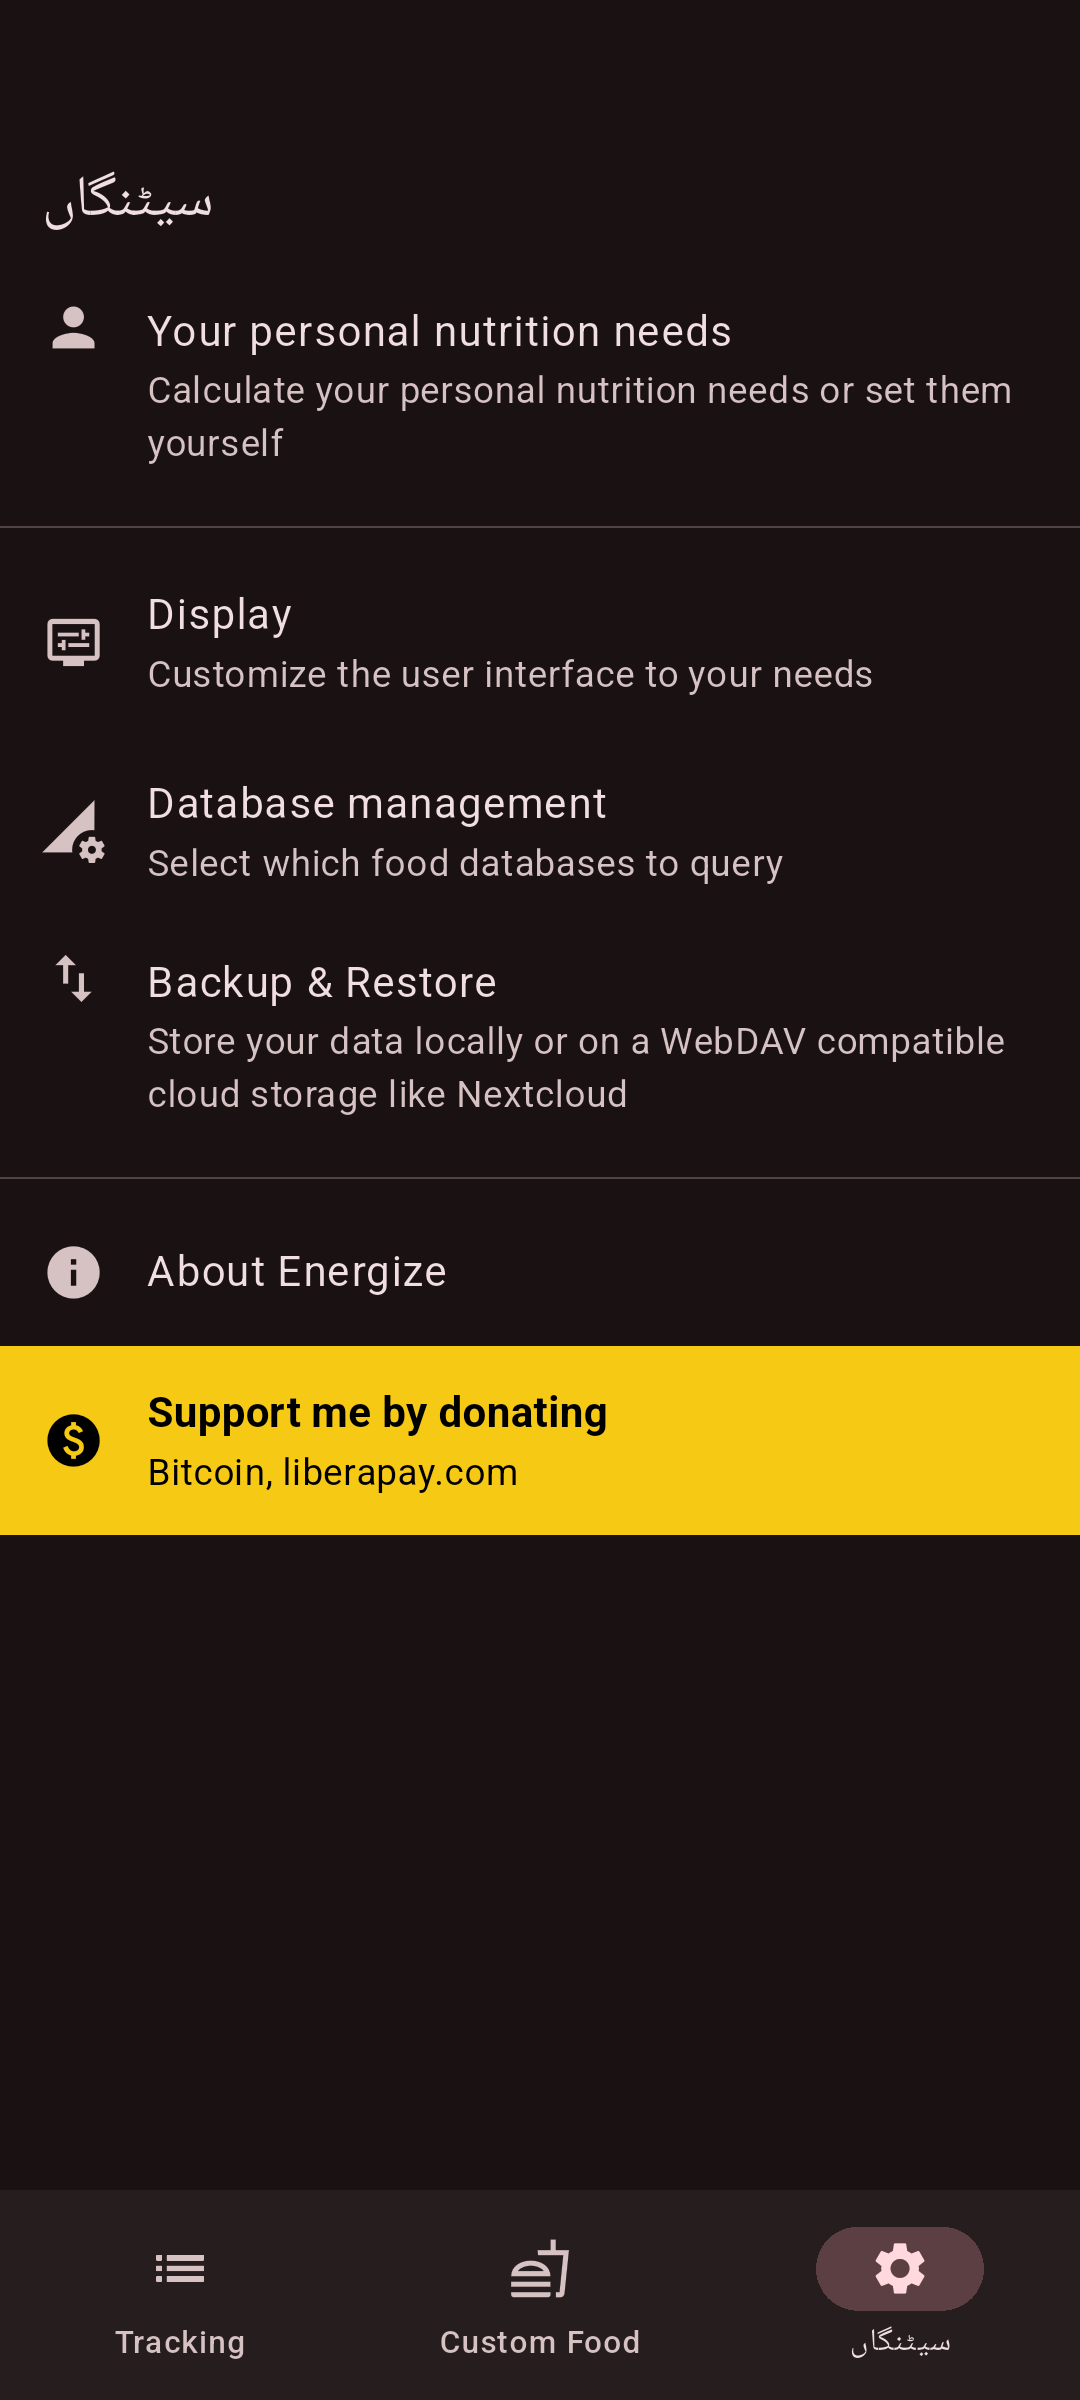 سیٹنگاں
Your personal nutrition needs
Calculate your personal nutrition needs or set them
yourself
Display
Customize the user interface to your needs
Database management
Select which food databases to query
Backup & Restore
Store your data locally or on a WebDAV compatible
cloud storage like Nextcloud
About Energize
Support me by donating
Bitcoin, liberapay.com
Tracking
Custom Food
سیٹنگاں